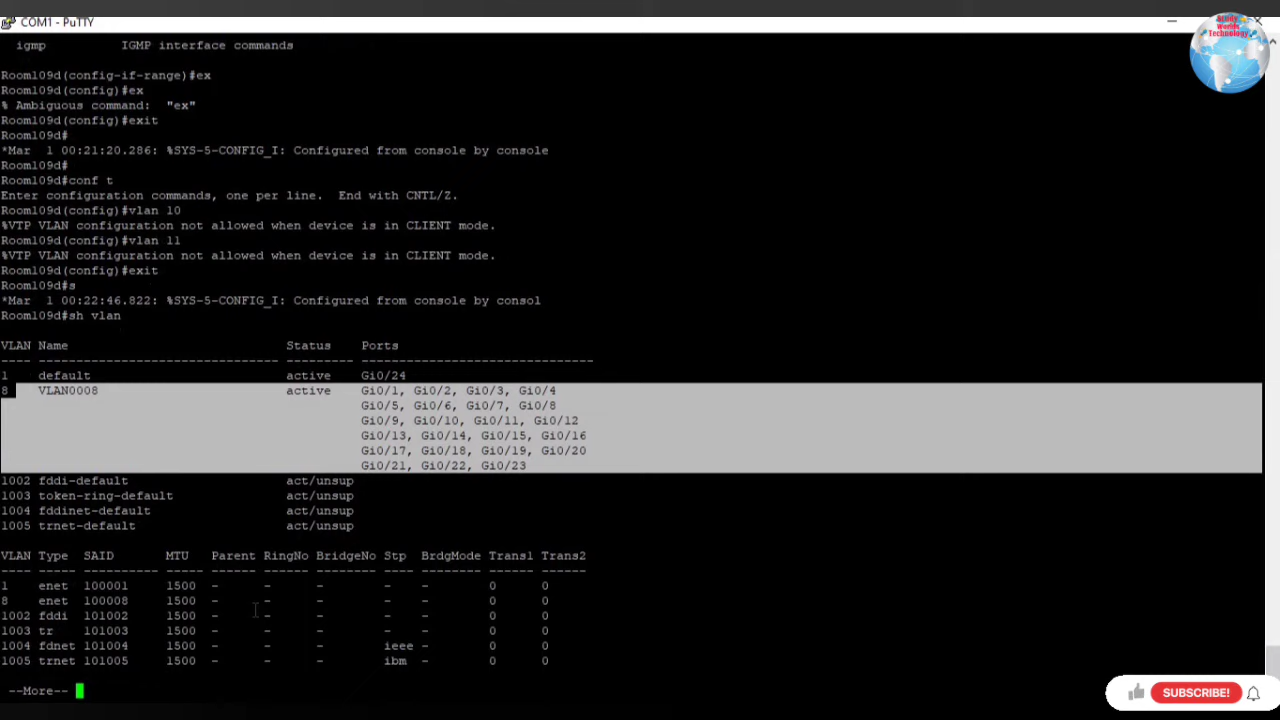 COM1 - PuTTY
Study
Worlds
Technology
igmp IGMP interface commands
Room109d(config-if-range)#ex
Room109d(config)#ex
% Ambiguous command: "ex"
Room109d(config)#exit
Room109d#
*Mar 1 00:21:20.286: %SYS-5-CONFIG_I: Configured from console by console
Room109d#
Room109d#conf t
Enter configuration commands, one per line. End with CNTL/Z.
Room109d(config)#vlan 10
%VTP VLAN configuration not allowed when device is in CLIENT mode.
Room109d(config)#vlan 11
%VTP VLAN configuration not allowed when device is in CLIENT mode.
Room109d(config)#exit
Room109d#s
*Mar 1 00:22:46.822: %SYS-5-CONFIG_I: Configured from console by consol
Room109d#sh vlan
VLAN Name Status Ports
---- -------------------------------- --------- -------------------------------
1 default active Gi0/24
8 VLAN0008 active Gi0/1, Gi0/2, Gi0/3, Gi0/4
Gi0/5, Gi0/6, Gi0/7, Gi0/8
Gi0/9, Gi0/10, Gi0/11, Gi0/12
Gi0/13, Gi0/14, Gi0/15, Gi0/16
Gi0/17, Gi0/18, Gi0/19, Gi0/20
Gi0/21, Gi0/22, Gi0/23
1002 fddi-default act/unsup
1003 token-ring-default act/unsup
1004 fddinet-default act/unsup
1005 trnet-default act/unsup
VLAN Type SAID MTU Parent RingNo BridgeNo Stp BrdgMode Trans1 Trans2
---- ----- ---------- ----- ------ ------ -------- ---- -------- ------ ------
1 enet 100001 1500 - - - - - 0 0
8 enet 100008 1500 - - - - - 0 0
1002 fddi 101002 1500 - - - - - 0 0
1003 tr 101003 1500 - - - - - 0 0
1004 fdnet 101004 1500 - - - ieee - 0 0
1005 trnet 101005 1500 - - - ibm - 0 0
--More--
SUBSCRIBE!